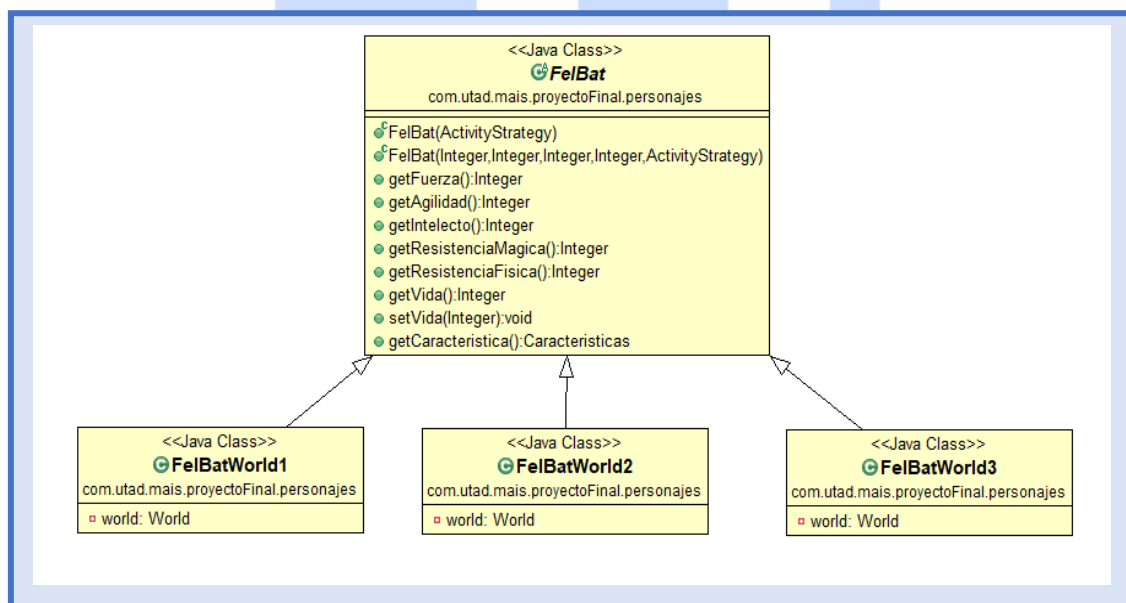 <<Java Class>>
FelBat
com.utad.mais.proyectoFinal.personajes
FelBat(ActivityStrategy)
FelBat(Integer,Integer,Integer,Integer,ActivityStrategy)
getFuerza():Integer
getAgilidad():Integer
getIntelecto():Integer
getResistenciaMagica():Integer
getResistenciaFisica():Integer
getVida():Integer
setVida(Integer):void
getCaracteristica():Caracteristicas
<<Java Class>>
FelBatWorld1
com.utad.mais.proyectoFinal.personajes
world: World
<<Java Class>>
FelBatWorld2
com.utad.mais.proyectoFinal.personajes
world: World
<<Java Class>>
FelBatWorld3
com.utad.mais.proyectoFinal.personajes
world: World